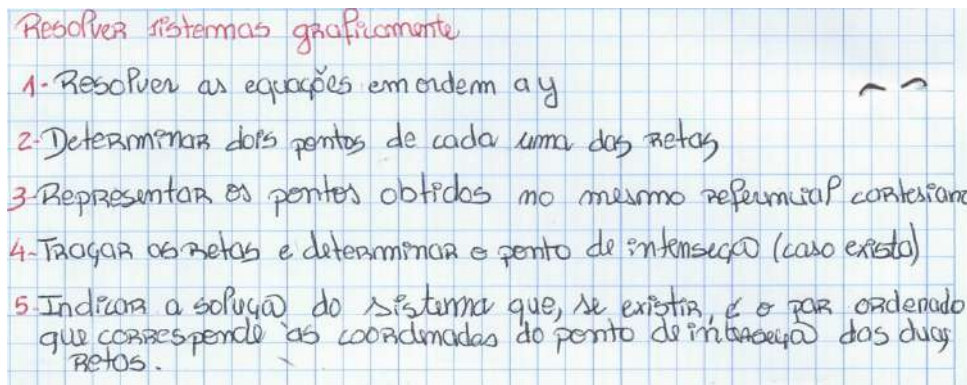 Resolver sistemas graficamente
1-Resolver as equações em ordem a y
2-Determinar dois pontos de cada uma das retas
3-Representar os pontos obtidos no mesmo referencial cartesiano
4-Traçar as retas e determinar o ponto de interseção (caso exista)
5-Indicar a solução do sistema que, se existir, é o par ordenado
que corresponde às coordenadas do ponto de interseção das duas
retas.